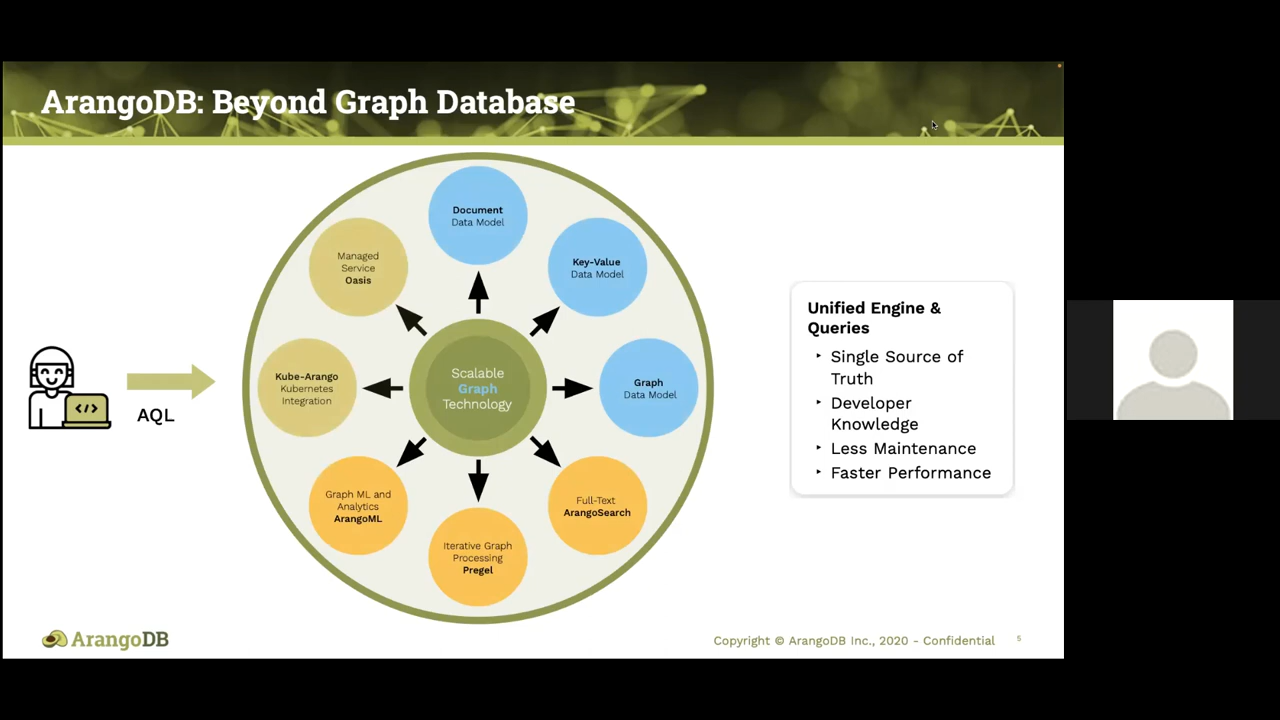 ArangoDB: Beyond Graph Database
Document
Data Model
Key-Value
Data Model
Graph
Data Model
Full-Text
ArangoSearch
Iterative Graph
Processing
Pregel
Graph ML and
Analytics
ArangoML
Kube-Arango
Kubernetes
Integration
Managed
Service
Oasis
Scalable
Graph
Technology
</>
AQL
Unified Engine &
Queries
‣ Single Source of
Truth
‣ Developer
Knowledge
‣ Less Maintenance
‣ Faster Performance
ArangoDB
Copyright © ArangoDB Inc., 2020 - Confidential
5